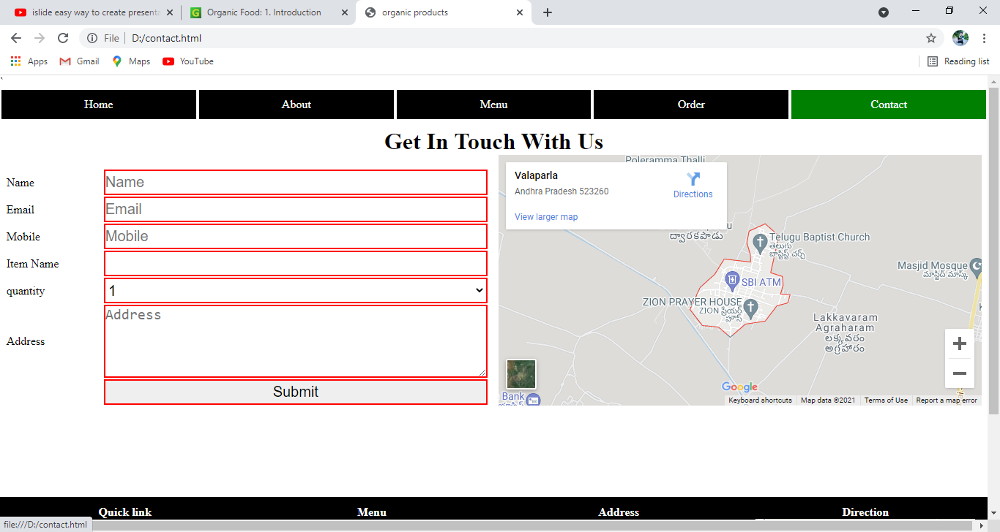 islide easy way to create presenta
Organic Food: 1. Introduction
organic products
File
D:/contact.html
Apps
Gmail
Maps
YouTube
Reading list
`
Home
About
Menu
Order
Contact
Get In Touch With Us
Name
Name
Email
Email
Mobile
Mobile
Item Name
quantity
1
Address
Address
Submit
Poleramma Thalli
Valaparla
Andhra Pradesh 523260
Directions
View larger map
ద్వారకపాడు
Telugu Baptist Church
తెలుగు
బాప్టిస్ట్ చర్చ్
Masjid Mosque
మాస్జిద్ మాస్క్
SBI ATM
ZION PRAYER HOUSE
ZION ప్రేయర్
హౌస్
Lakkavaram
Agraharam
లక్కవరం
అగ్రహారం
Bank
Google
Keyboard shortcuts
Map data ©2021
Terms of Use
Report a map error
Quick link
Menu
Address
Direction
file:///D:/contact.html